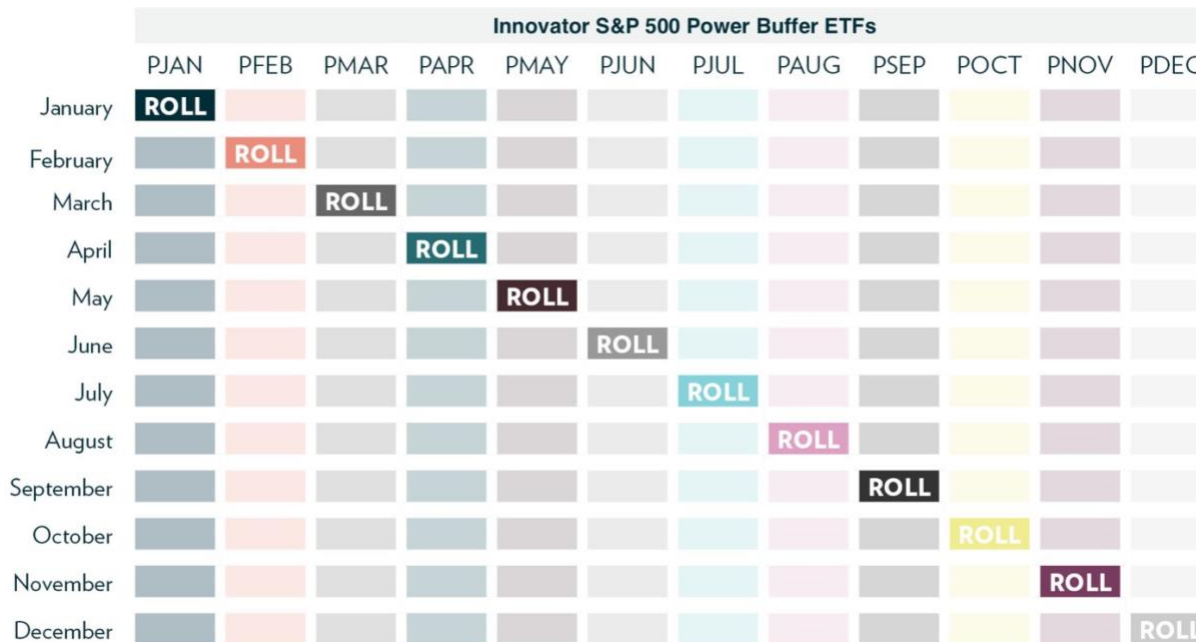 Innovator S&P 500 Power Buffer ETFs
PJAN PFEB PMAR PAPR PMAY PJUN PJUL PAUG PSEP POCT PNOV PDEC
January ROLL
February ROLL
March ROLL
April ROLL
May ROLL
June ROLL
July ROLL
August ROLL
September ROLL
October ROLL
November ROLL
December ROLL